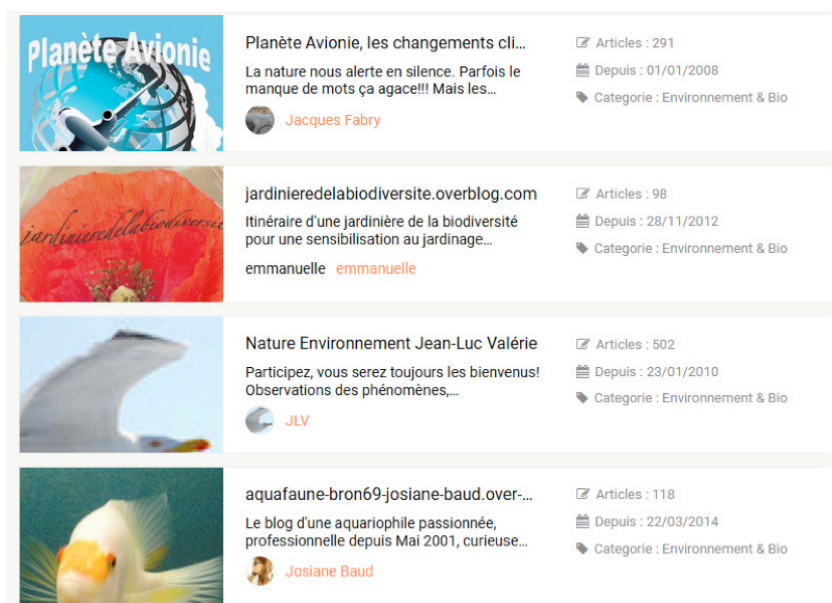 Planète Avionie
Planète Avionie, les changements cli...
La nature nous alerte en silence. Parfois le
manque de mots ça agace!!! Mais les...
Jacques Fabry
Articles : 291
Depuis : 01/01/2008
Categorie : Environnement & Bio
jardinieredelabiodiversite
jardinieredelabiodiversite.overblog.com
Itinéraire d'une jardinière de la biodiversité
pour une sensibilisation au jardinage...
emmanuelle emmanuelle
Articles : 98
Depuis : 28/11/2012
Categorie : Environnement & Bio
Nature Environnement Jean-Luc Valérie
Participez, vous serez toujours les bienvenus!
Observations des phénomènes,...
JLV
Articles : 502
Depuis : 23/01/2010
Categorie : Environnement & Bio
aquafaune-bron69-josiane-baud.over-...
Le blog d'une aquariophile passionnée,
professionnelle depuis Mai 2001, curieuse...
Josiane Baud
Articles : 118
Depuis : 22/03/2014
Categorie : Environnement & Bio